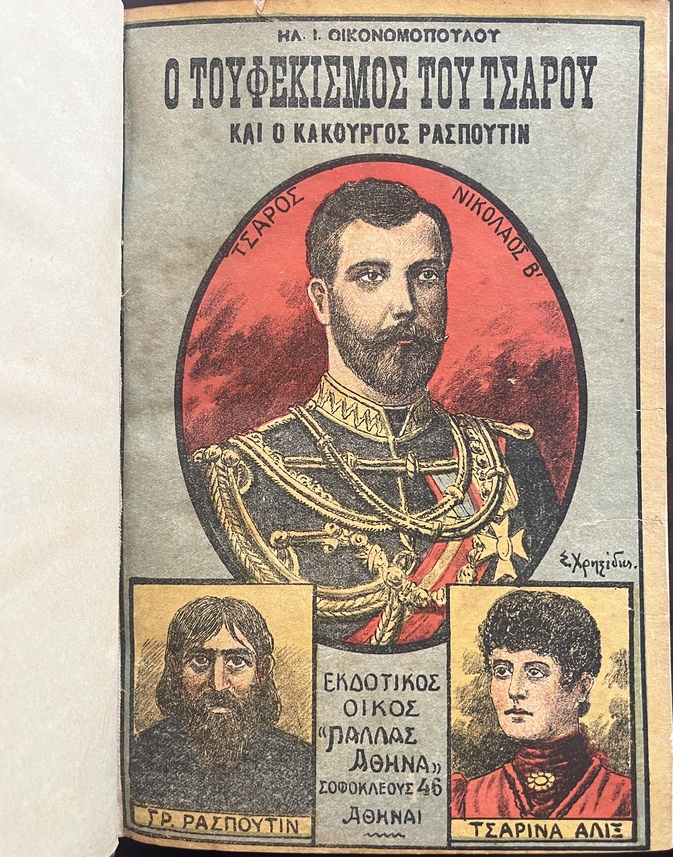 ΗΛ. Ι. ΟΙΚΟΝΟΜΟΠΟΥΛΟΥ
Ο ΤΟΥΦΕΚΙΣΜΟΣ ΤΟΥ ΤΣΑΡΟΥ
ΚΑΙ Ο ΚΑΚΟΥΡΓΟΣ ΡΑΣΠΟΥΤΙΝ
ΤΣΑΡΟΣ ΝΙΚΟΛΑΟΣ Β'
Σ. Χρηζίδης.
ΓΡ. ΡΑΣΠΟΥΤΙΝ
ΕΚΔΟΤΙΚΟΣ
ΟΙΚΟΣ
"ΠΑΛΛΑΣ
ΑΘΗΝΑ„
ΣΟΦΟΚΛΕΟΥΣ 46
ΑΘΗΝΑΙ
ΤΣΑΡΙΝΑ ΑΛΙΞ